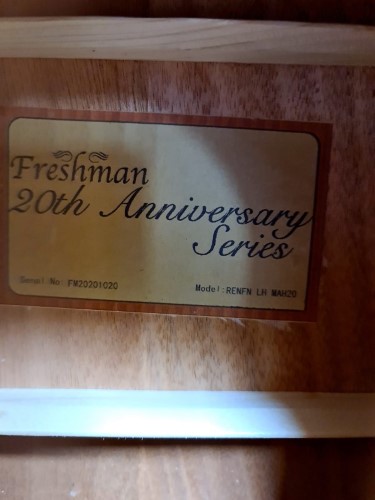 Freshman
20th Anniversary
Series
Serial No: FM20201020
Model: RENFN LH MAH20